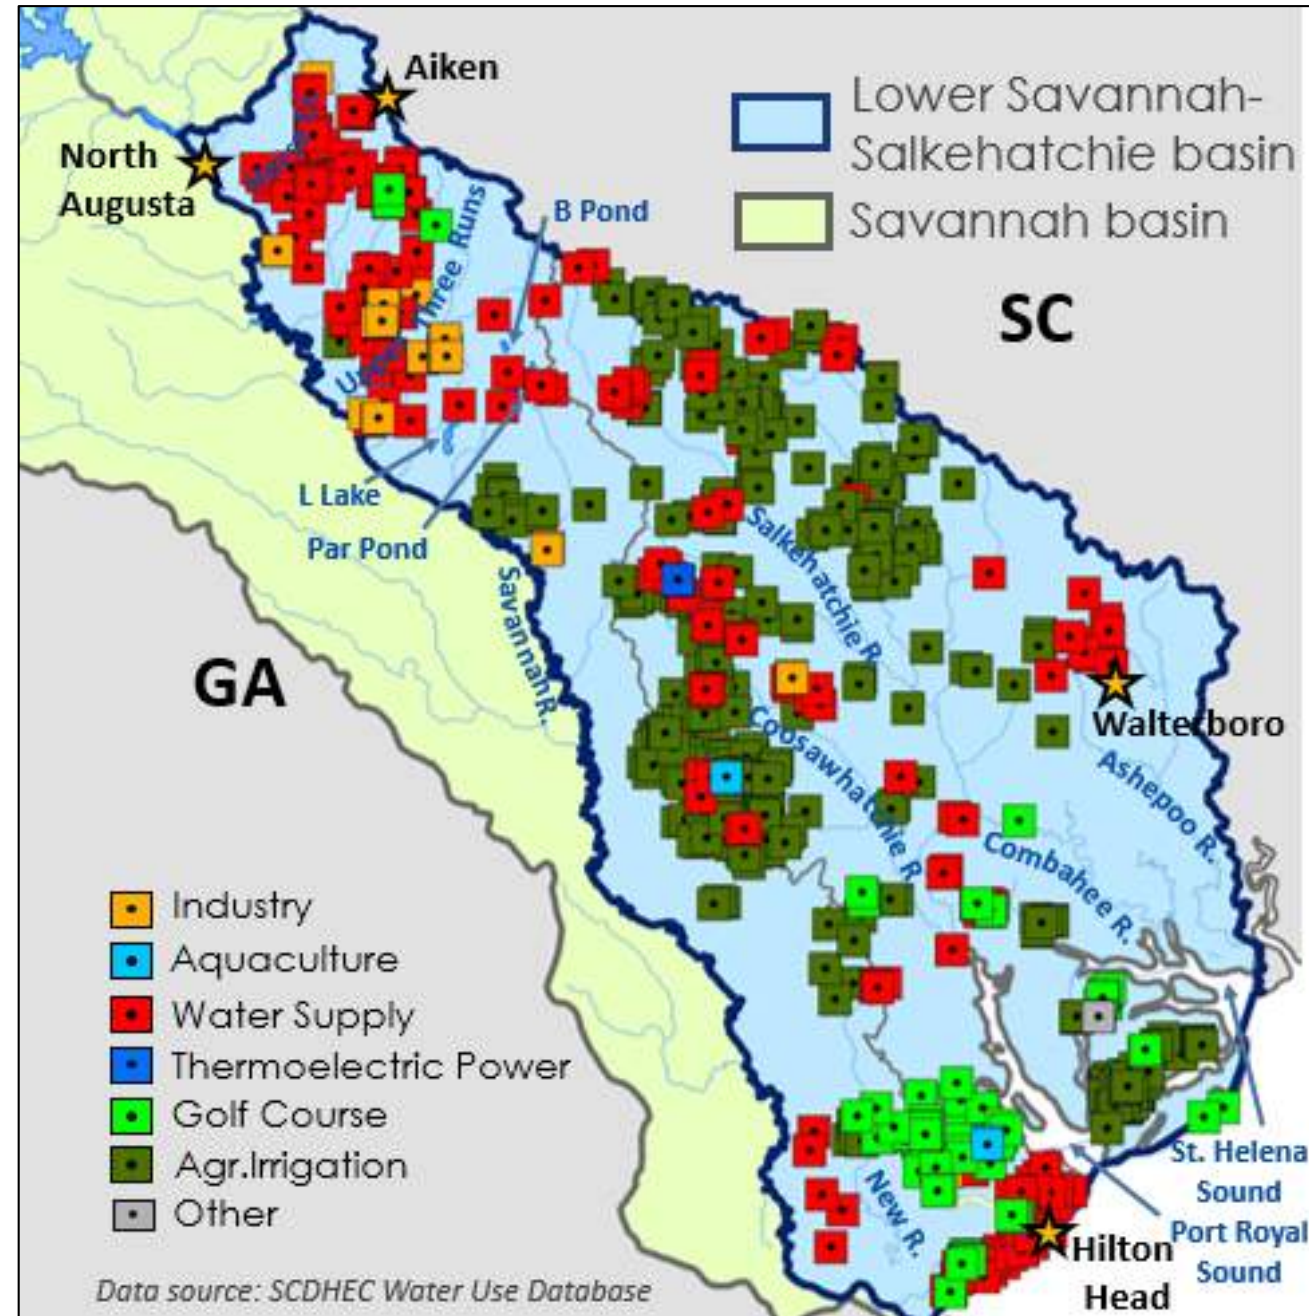 Aiken
North
Augusta
B Pond
Lower Savannah-
Salkehatchie basin
Savannah basin
SC
Three Runs
L Lake
Par Pond
Savannah R.
Salkehatchie R.
GA
Walterboro
Coosawhatchie R.
Ashepoo R.
Combahee R.
Industry
Aquaculture
Water Supply
Thermoelectric Power
Golf Course
Agr.Irrigation
Other
St. Helena
Sound
Port Royal
Sound
New R.
Hilton
Head
Data source: SCDHEC Water Use Database